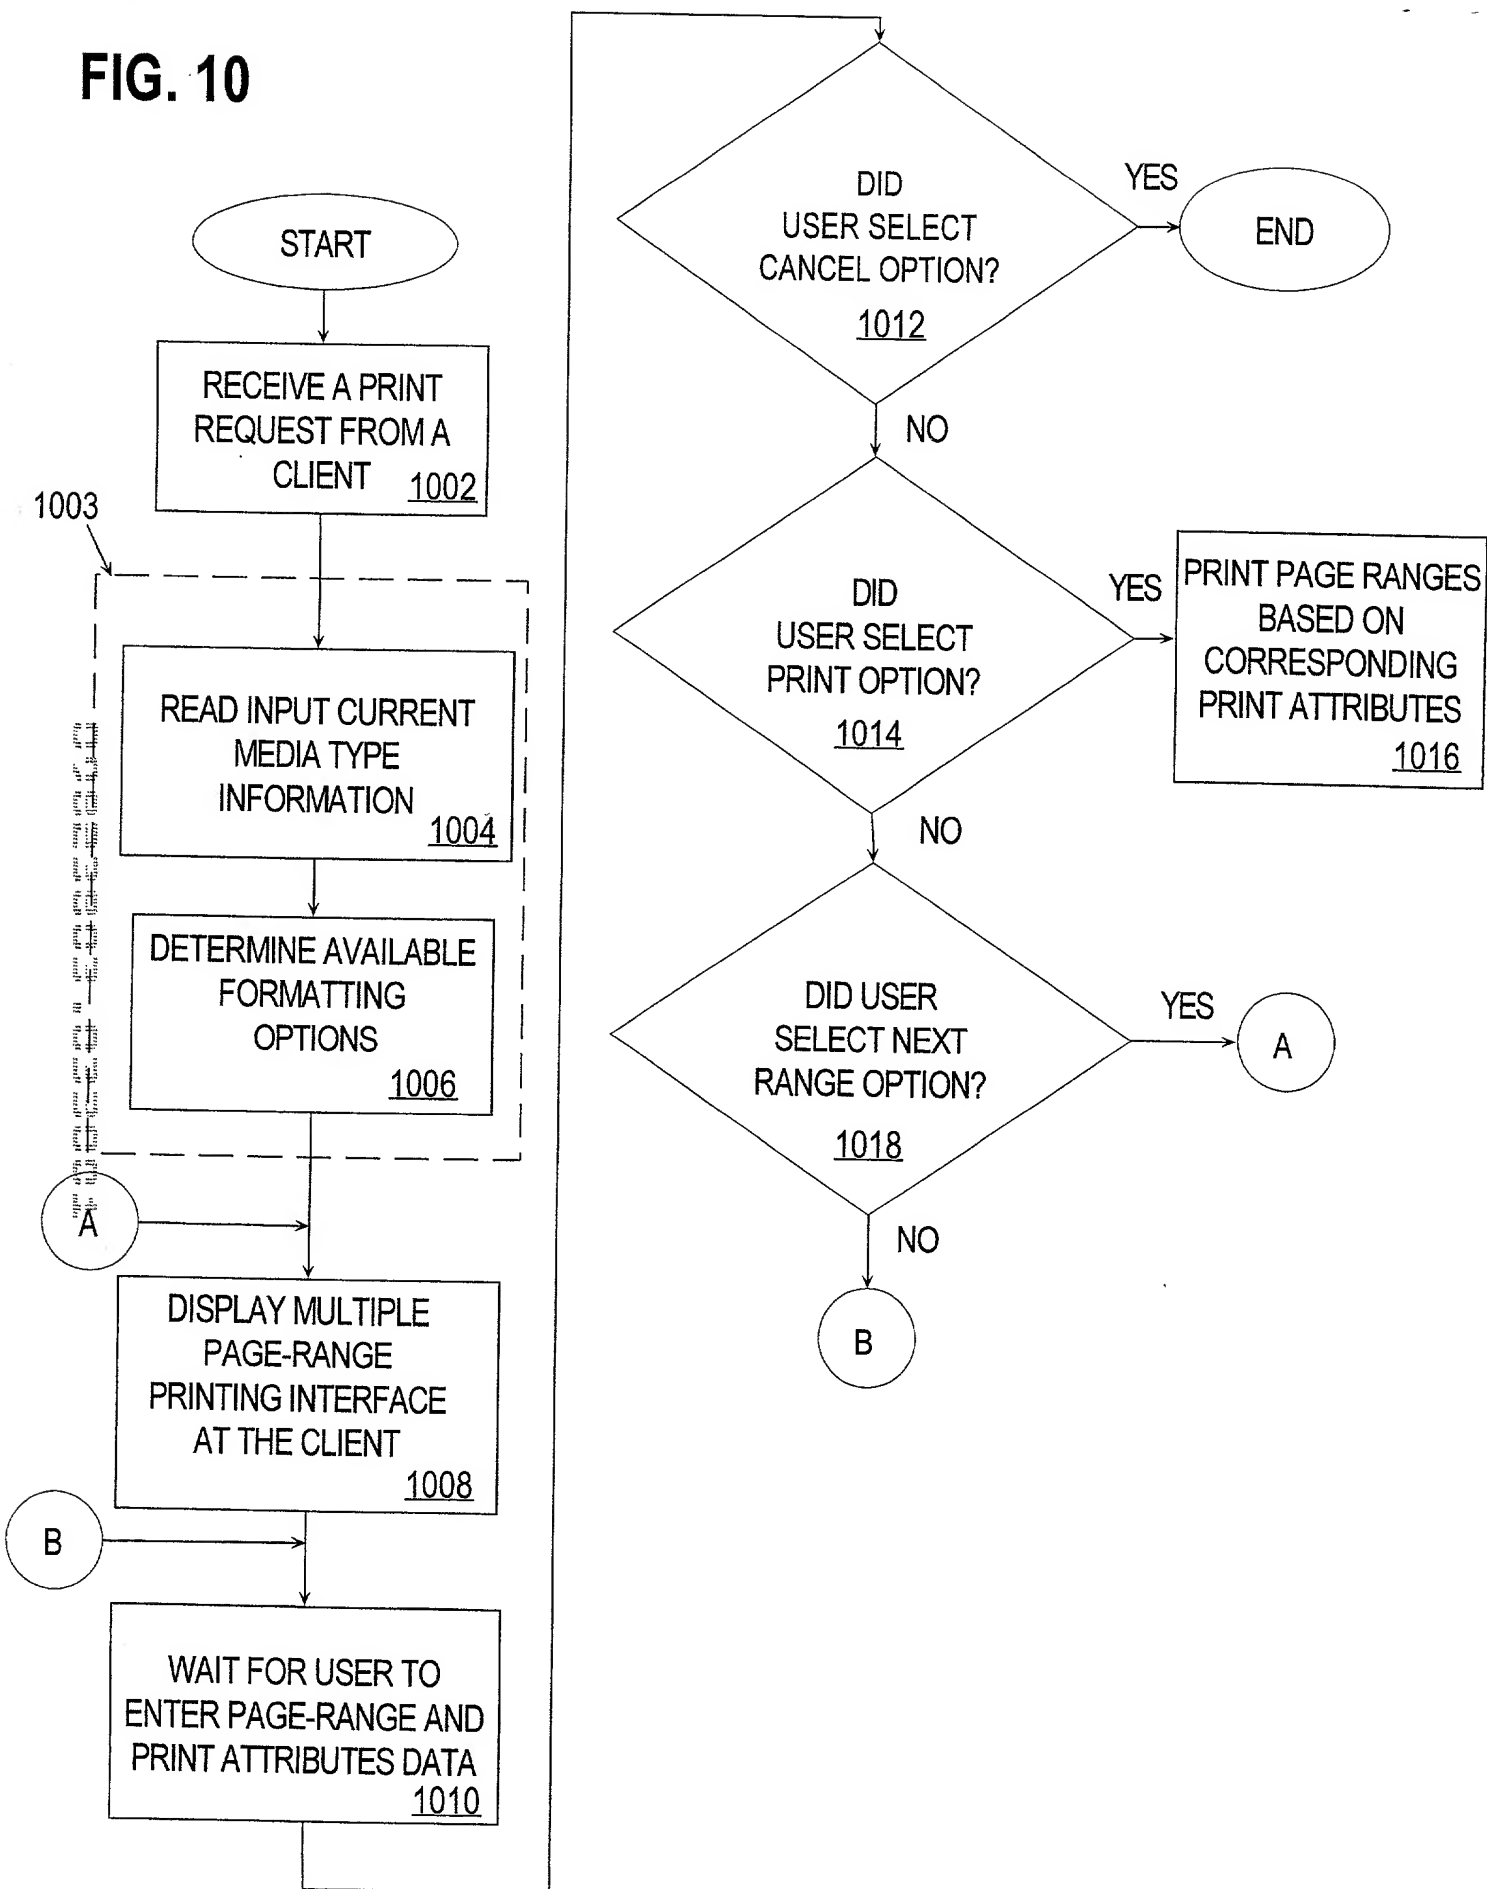 FIG. 10
START
RECEIVE A PRINT
REQUEST FROM A
CLIENT
1002
1003
READ INPUT CURRENT
MEDIA TYPE
INFORMATION
1004
DETERMINE AVAILABLE
FORMATTING
OPTIONS
1006
A
DISPLAY MULTIPLE
PAGE-RANGE
PRINTING INTERFACE
AT THE CLIENT
1008
B
WAIT FOR USER TO
ENTER PAGE-RANGE AND
PRINT ATTRIBUTES DATA
1010
DID
USER SELECT
CANCEL OPTION?
1012
YES
END
NO
DID
USER SELECT
PRINT OPTION?
1014
YES
PRINT PAGE RANGES
BASED ON
CORRESPONDING
PRINT ATTRIBUTES
1016
NO
DID USER
SELECT NEXT
RANGE OPTION?
1018
YES
A
NO
B